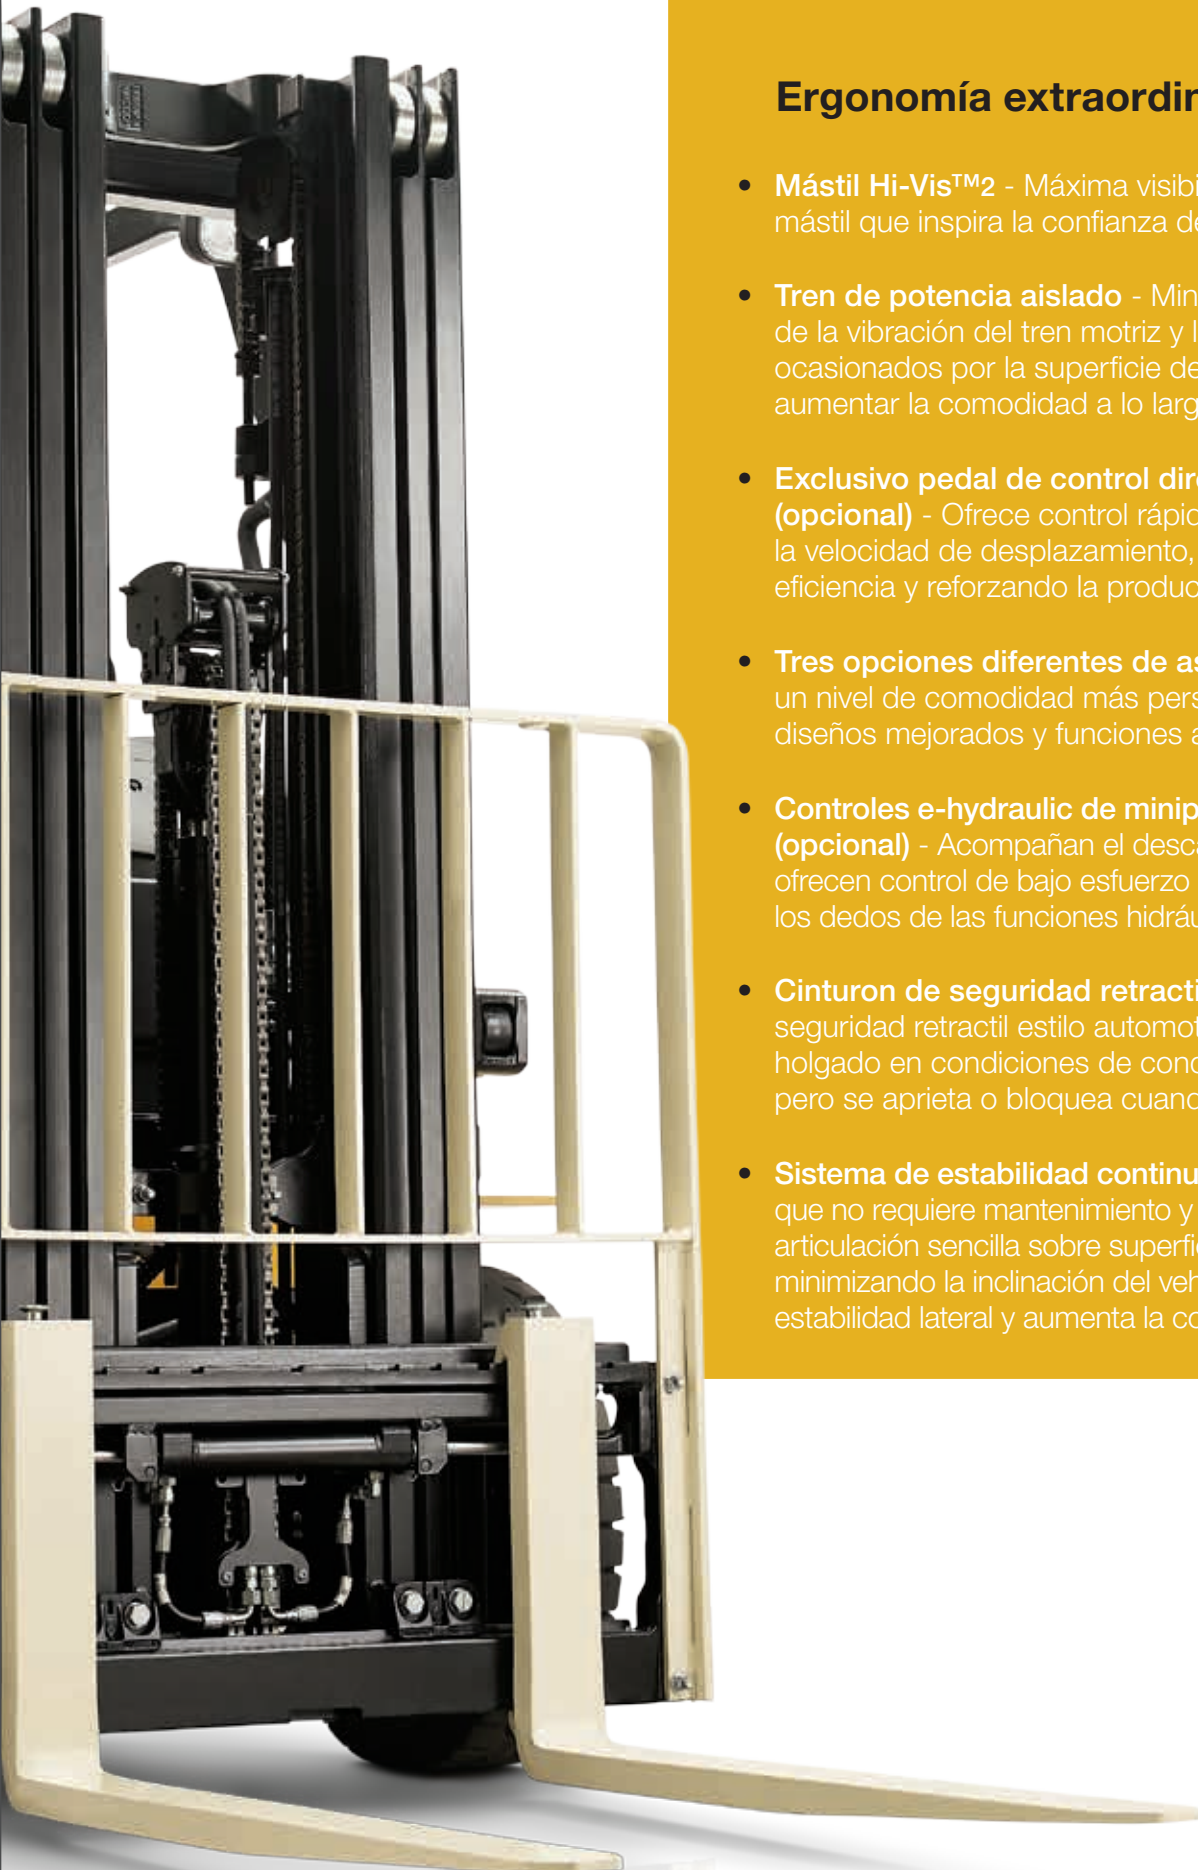 Ergonomía extraordin
• Mástil Hi-Vis™2 - Máxima visibi
mástil que inspira la confianza de
• Tren de potencia aislado - Min
de la vibración del tren motriz y l
ocasionados por la superficie de
aumentar la comodidad a lo larg
• Exclusivo pedal de control dire
(opcional) - Ofrece control rápid
la velocidad de desplazamiento,
eficiencia y reforzando la produc
• Tres opciones diferentes de as
un nivel de comodidad más pers
diseños mejorados y funciones a
• Controles e-hydraulic de minip
(opcional) - Acompañan el desca
ofrecen control de bajo esfuerzo
los dedos de las funciones hidráu
• Cinturon de seguridad retracti
seguridad retractil estilo automot
holgado en condiciones de cond
pero se aprieta o bloquea cuand
• Sistema de estabilidad continu
que no requiere mantenimiento y
articulación sencilla sobre superfic
minimizando la inclinación del veh
estabilidad lateral y aumenta la co